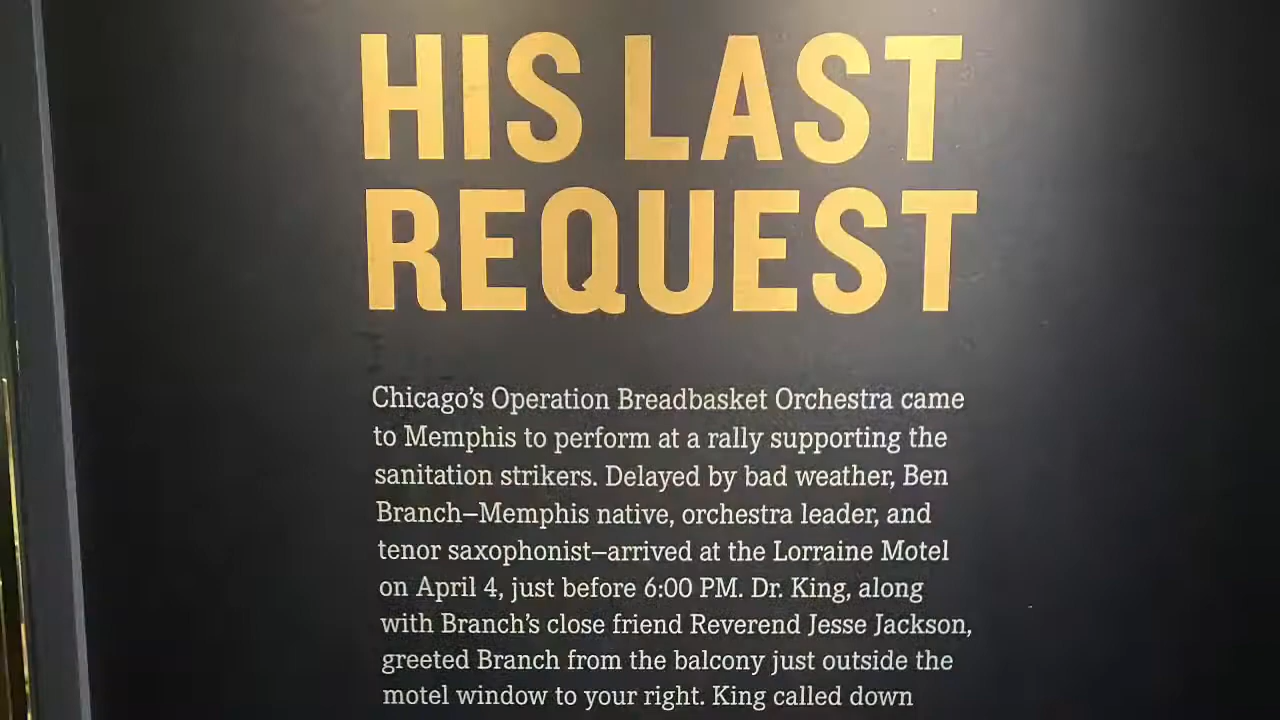 HIS LAST
REQUEST
Chicago’s Operation Breadbasket Orchestra came
to Memphis to perform at a rally supporting the
sanitation strikers. Delayed by bad weather, Ben
Branch–Memphis native, orchestra leader, and
tenor saxophonist–arrived at the Lorraine Motel
on April 4, just before 6:00 PM. Dr. King, along
with Branch’s close friend Reverend Jesse Jackson,
greeted Branch from the balcony just outside the
motel window to your right. King called down